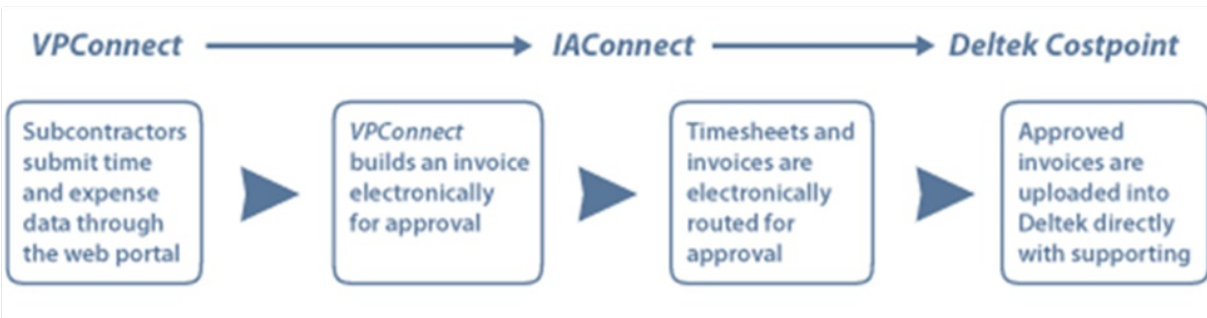 VPConnect IAConnect Deltek Costpoint
Subcontractors
submit time
and expense
data through
the web portal
VPConnect
builds an invoice
electronically
for approval
Timesheets and
invoices are
electronically
routed for
approval
Approved
invoices are
uploaded into
Deltek directly
with supporting